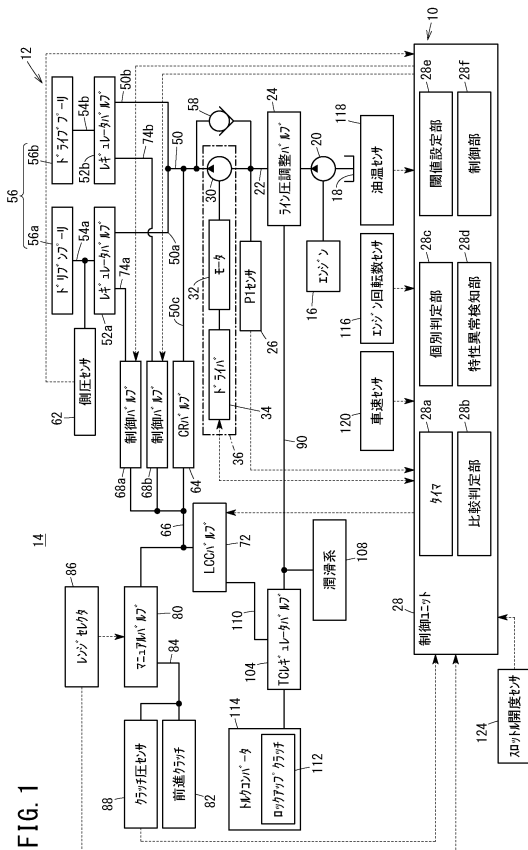 FIG. 1
10
12
14
56
56a
ドリブンプーリ
56b
ドライブプーリ
54a
54b
62
側圧センサ
52a
レギュレータバルブ
52b
レギュレータバルブ
50b
74a
74b
50
50a
50c
58
30
68a
制御バルブ
68b
制御バルブ
64
CRバルブ
66
32
モータ
34
ドライバ
36
26
P1センサ
22
24
ライン圧調整バルブ
20
18
16
エンジン
86
レンジセレクタ
80
マニュアルバルブ
84
72
LCCバルブ
88
クラッチ圧センサ
82
前進クラッチ
90
110
104
TCレギュレータバルブ
108
潤滑系
114
トルクコンバータ
112
ロックアップクラッチ
120
車速センサ
116
エンジン回転数センサ
118
油温センサ
28
制御ユニット
28a
タイマ
28b
比較判定部
28c
個別判定部
28d
特性異常検知部
28e
閾値設定部
28f
制御部
124
スロットル開度センサ